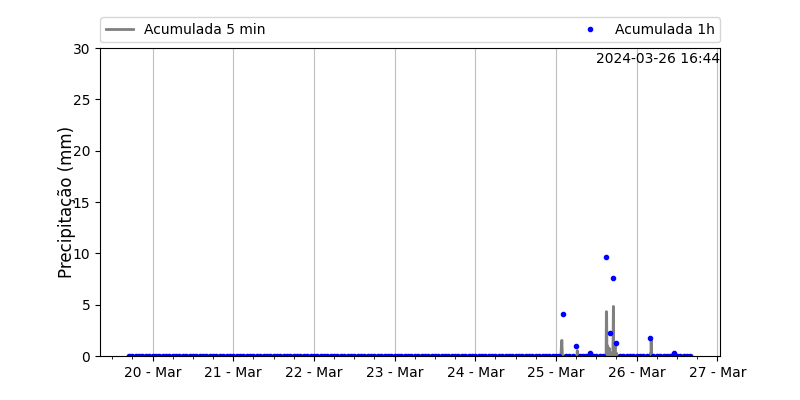 Acumulada 5 min
Acumulada 1h
2024-03-26 16:44
Precipitação (mm)
30
25
20
15
10
5
0
20 - Mar
21 - Mar
22 - Mar
23 - Mar
24 - Mar
25 - Mar
26 - Mar
27 - Mar